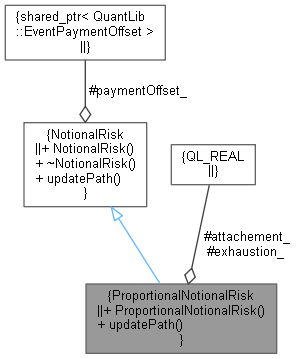 {shared_ptr< QuantLib
::EventPaymentOffset >
||}
#paymentOffset_
{NotionalRisk
||+ NotionalRisk()
+ ~NotionalRisk()
+ updatePath()
}
{QL_REAL
||}
#attachement_
#exhaustion_
{ProportionalNotionalRisk
||+ ProportionalNotionalRisk()
+ updatePath()
}